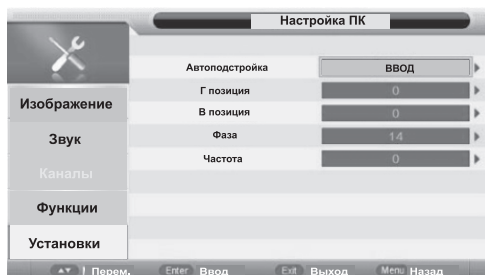 Настройка ПК
Автоподстройка ВВОД
Г позиция 0
В позиция 0
Фаза 14
Частота 0
Изображение
Звук
Каналы
Функции
Установки
Перем. Enter Ввод Exit Выход Menu Назад